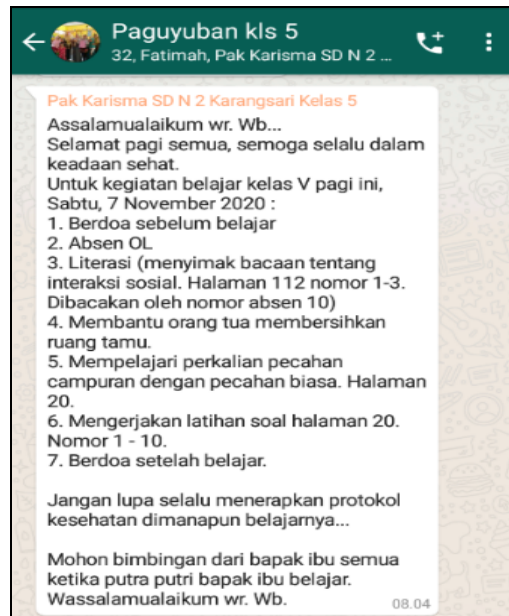 Paguyuban kls 5
32, Fatimah, Pak Karisma SD N 2 ...
Pak Karisma SD N 2 Karangsari Kelas 5
Assalamualaikum wr. Wb...
Selamat pagi semua, semoga selalu dalam
keadaan sehat.
Untuk kegiatan belajar kelas V pagi ini,
Sabtu, 7 November 2020 :
1. Berdoa sebelum belajar
2. Absen OL
3. Literasi (menyimak bacaan tentang
interaksi sosial. Halaman 112 nomor 1-3.
Dibacakan oleh nomor absen 10)
4. Membantu orang tua membersihkan
ruang tamu.
5. Mempelajari perkalian pecahan
campuran dengan pecahan biasa. Halaman
20.
6. Mengerjakan latihan soal halaman 20.
Nomor 1 - 10.
7. Berdoa setelah belajar.
Jangan lupa selalu menerapkan protokol
kesehatan dimanapun belajarnya...
Mohon bimbingan dari bapak ibu semua
ketika putra putri bapak ibu belajar.
Wassalamualaikum wr. Wb.
08.04